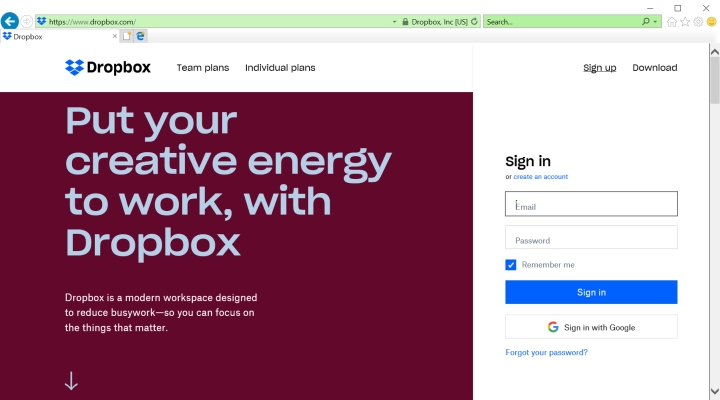 https://www.dropbox.com/
Dropbox, Inc [US]
Search...
Dropbox
Dropbox
Team plans
Individual plans
Sign up
Download
Put your
creative energy
to work, with
Dropbox
Dropbox is a modern workspace designed
to reduce busywork—so you can focus on
the things that matter.
Sign in
or create an account
Email
Password
Remember me
Sign in
Sign in with Google
Forgot your password?